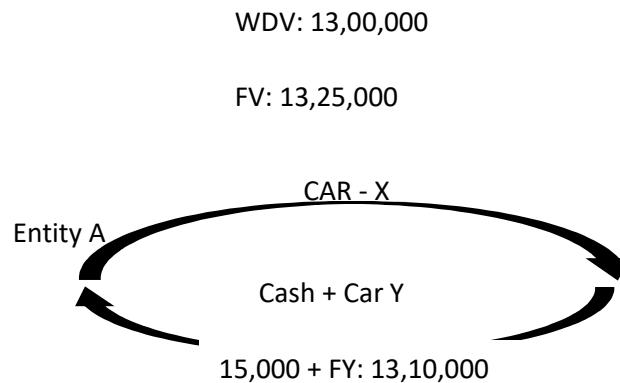 WDV: 13,00,000
FV: 13,25,000
CAR - X
Entity A
Cash + Car Y
15,000 + FY: 13,10,000